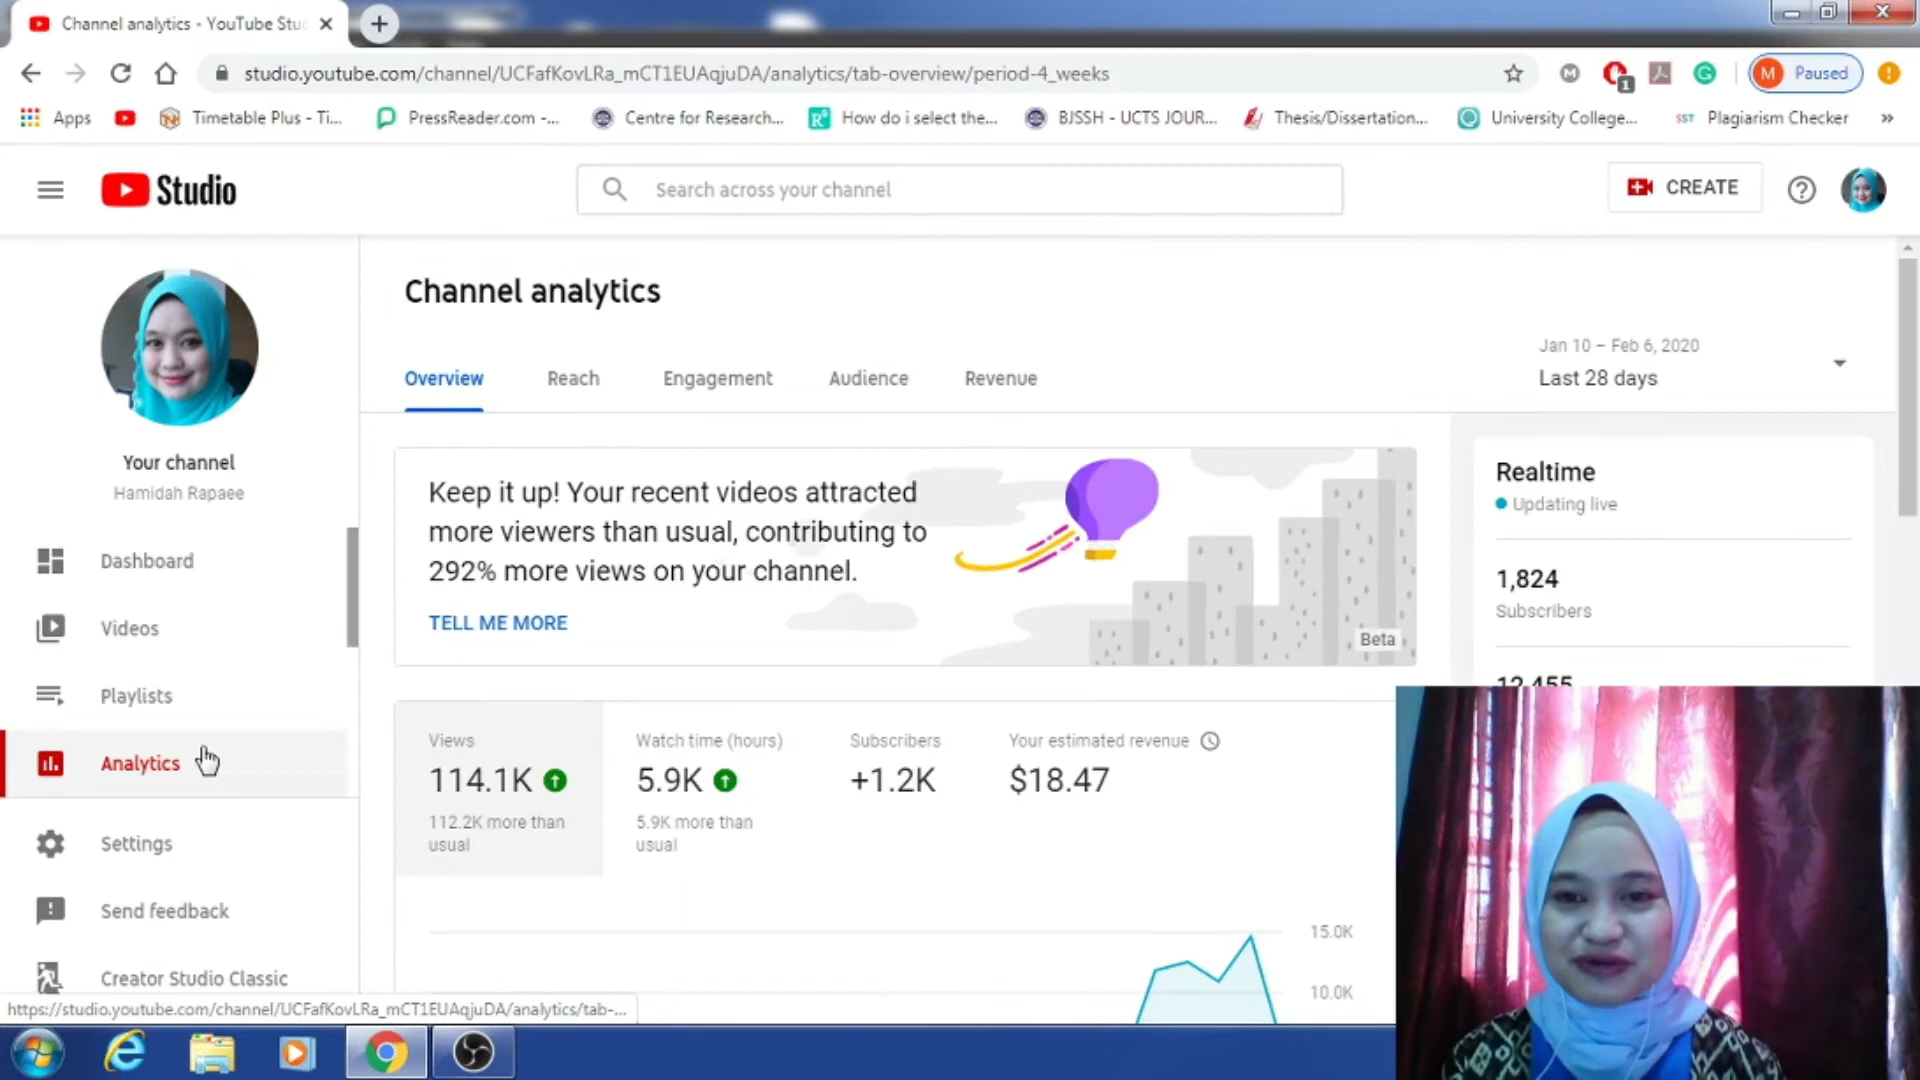 Channel analytics - YouTube Stu
studio.youtube.com/channel/UCFafKovLRa_mCT1EUAqjuDA/analytics/tab-overview/period-4_weeks
1
M Paused
Apps
Timetable Plus - Ti...
PressReader.com -...
Centre for Research...
How do i select the...
BJSSH - UCTS JOUR...
Thesis/Dissertation...
University College...
SST Plagiarism Checker
Studio
Search across your channel
CREATE
Your channel
Hamidah Rapaee
Dashboard
Videos
Playlists
Analytics
Settings
Send feedback
Creator Studio Classic
https://studio.youtube.com/channel/UCFafKovLRa_mCT1EUAqjuDA/analytics/tab-...
Channel analytics
Overview
Reach
Engagement
Audience
Revenue
Jan 10 – Feb 6, 2020
Last 28 days
Keep it up! Your recent videos attracted
more viewers than usual, contributing to
292% more views on your channel.
TELL ME MORE
Beta
Views
114.1K
112.2K more than
usual
Watch time (hours)
5.9K
5.9K more than
usual
Subscribers
+1.2K
Your estimated revenue
$18.47
15.0K
10.0K
Realtime
Updating live
1,824
Subscribers
12,455